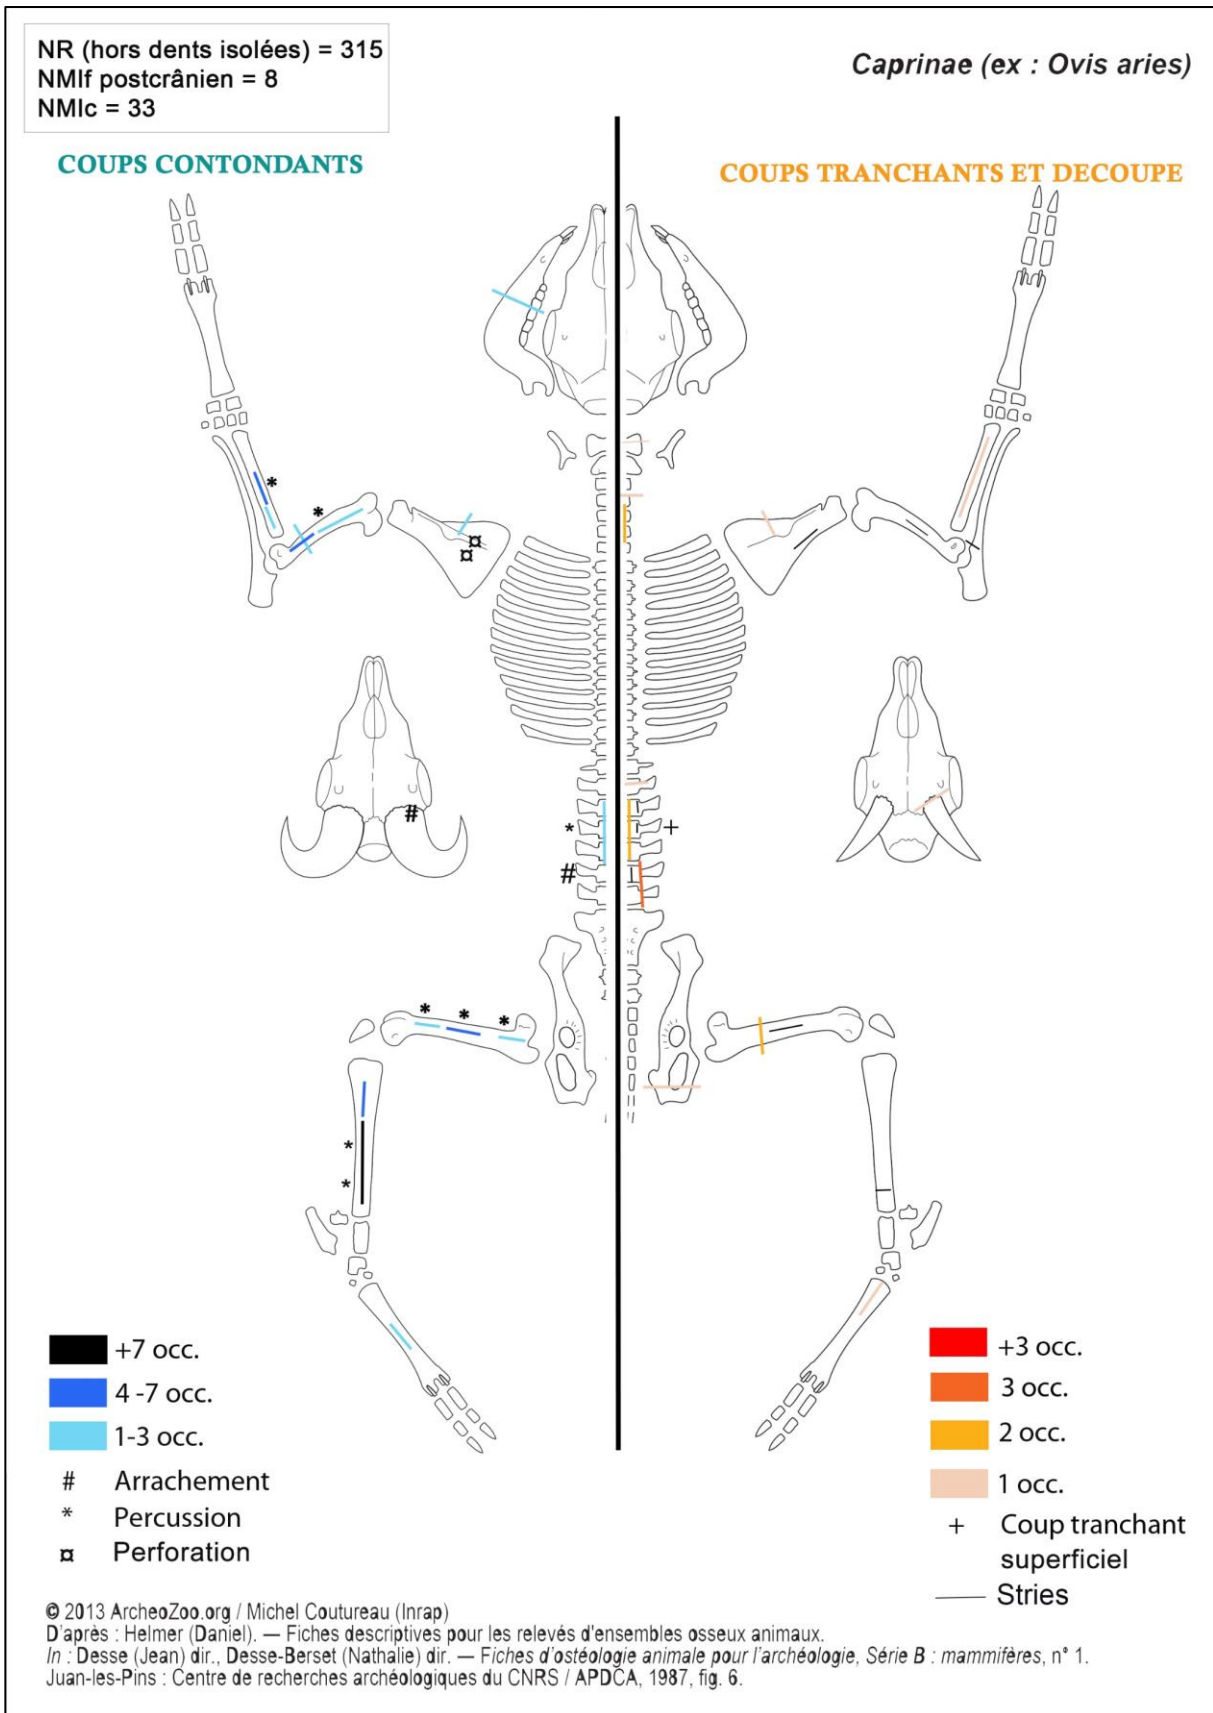 NR (hors dents isolées) = 315
NMIf postcrânien = 8
NMIc = 33
Caprinae (ex : Ovis aries)
COUPS CONTONDANTS
COUPS TRANCHANTS ET DECOUPE
+7 occ.
4 -7 occ.
1-3 occ.
# Arrachement
* Percussion
¤ Perforation
+3 occ.
3 occ.
2 occ.
1 occ.
+ Coup tranchant
superficiel
Stries
© 2013 ArcheoZoo.org / Michel Coutureau (Inrap)
D'après : Helmer (Daniel). — Fiches descriptives pour les relevés d'ensembles osseux animaux.
In : Desse (Jean) dir., Desse-Berset (Nathalie) dir. — Fiches d'ostéologie animale pour l'archéologie, Série B : mammifères, n° 1.
Juan-les-Pins : Centre de recherches archéologiques du CNRS / APDCA, 1987, fig. 6.